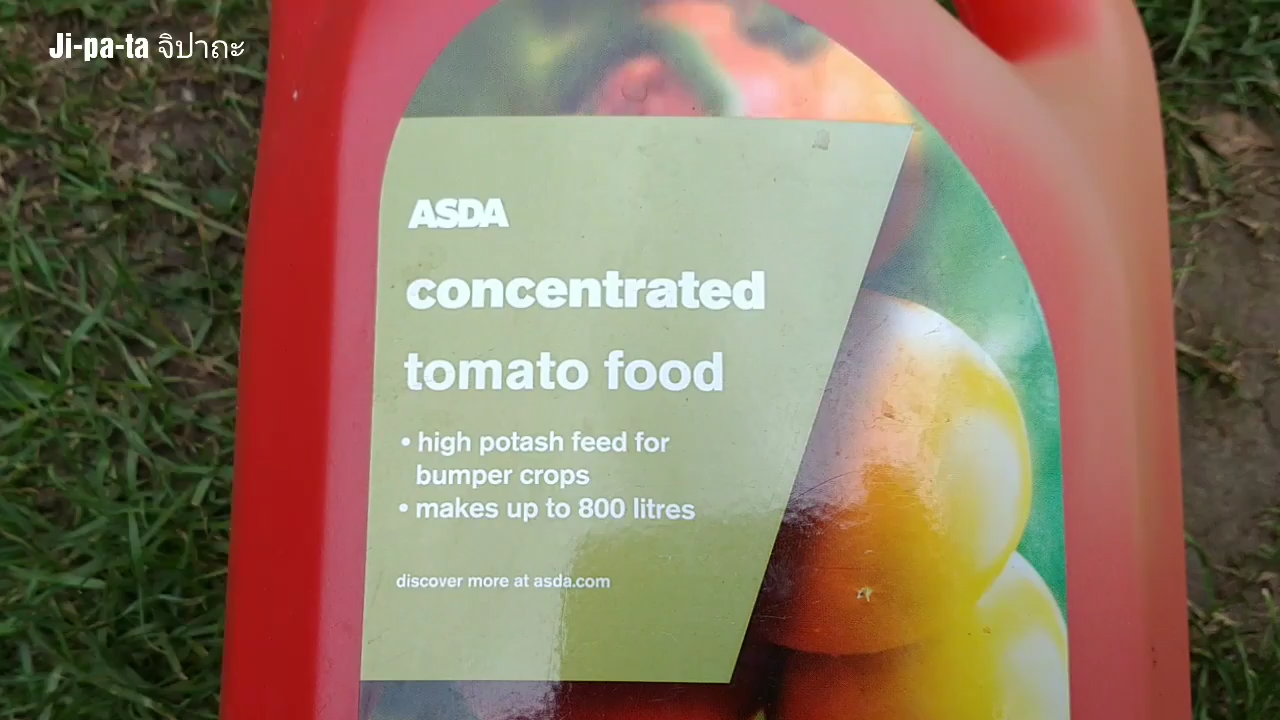 Ji-pa-ta จิปาถะ
ASDA
concentrated
tomato food
• high potash feed for
bumper crops
• makes up to 800 litres
discover more at asda.com